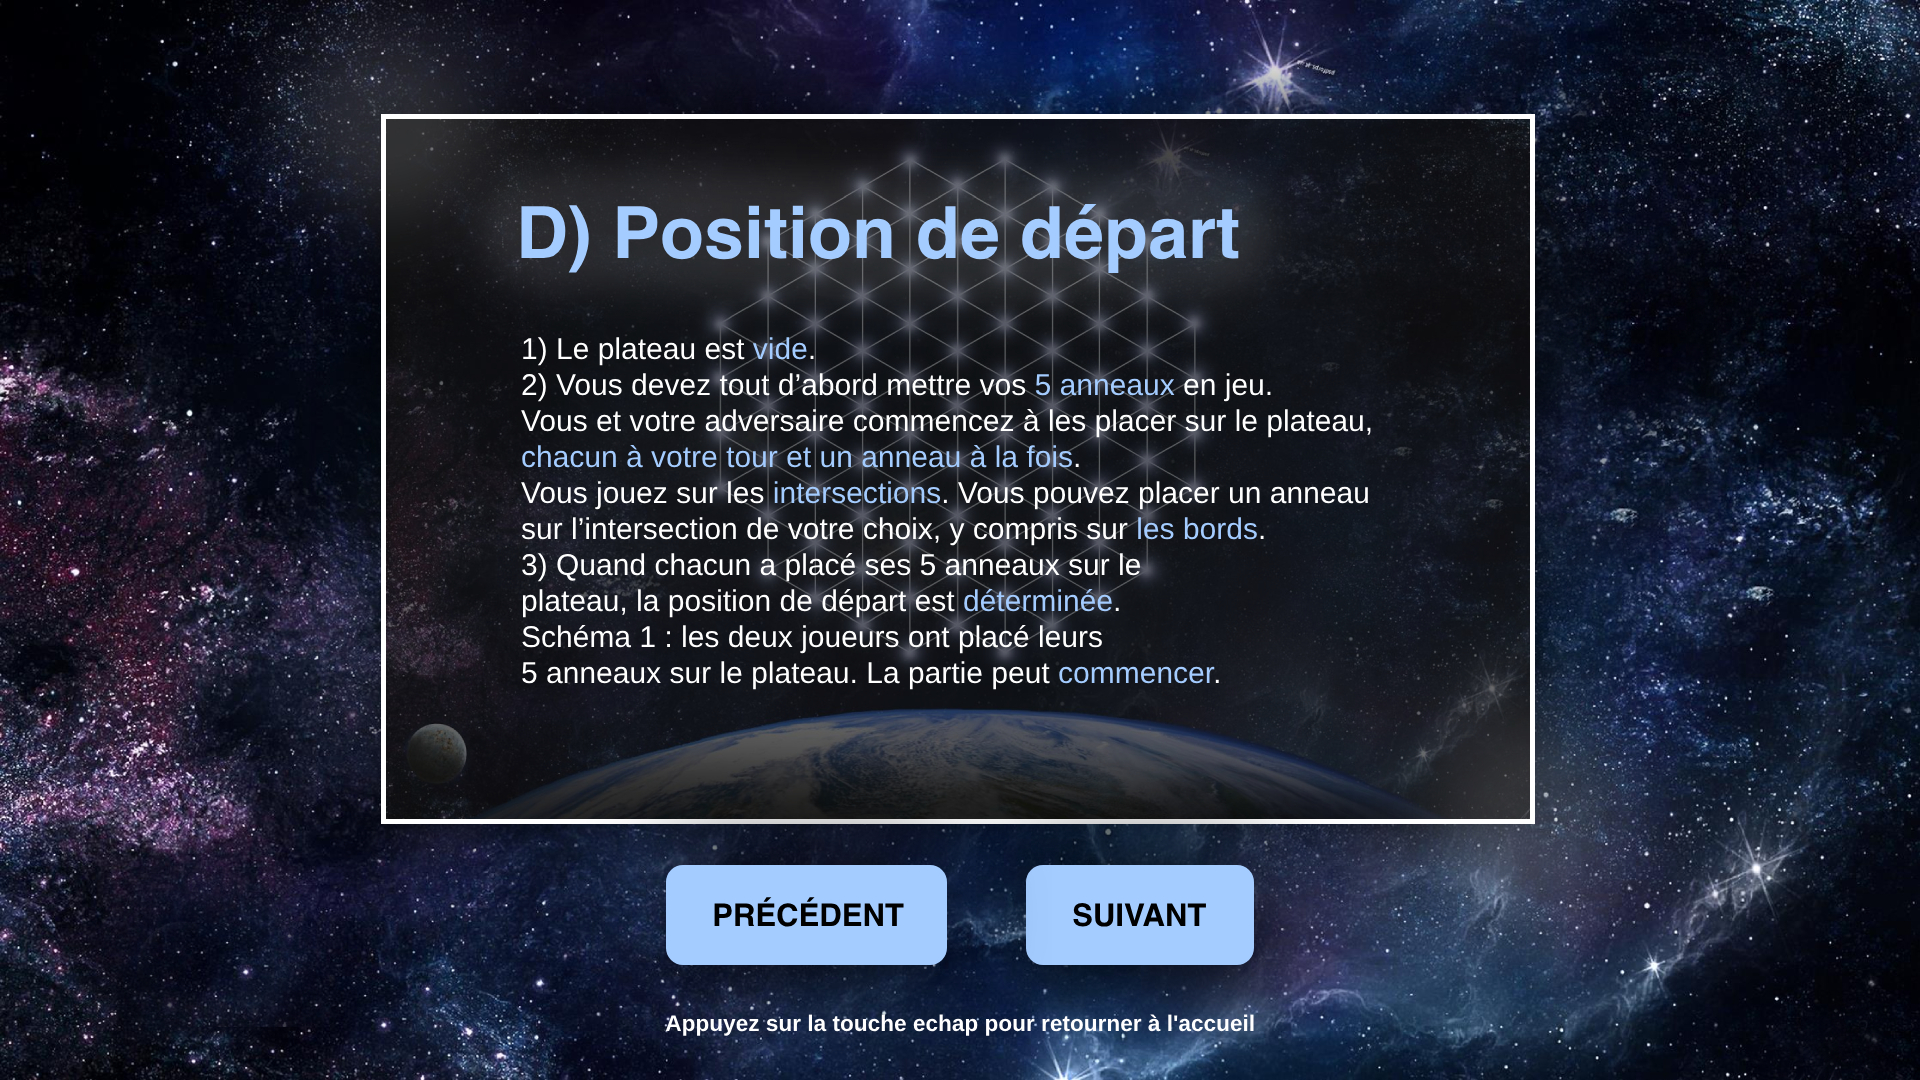 D) Position de départ
1) Le plateau est vide.
2) Vous devez tout d’abord mettre vos 5 anneaux en jeu.
Vous et votre adversaire commencez à les placer sur le plateau,
chacun à votre tour et un anneau à la fois.
Vous jouez sur les intersections. Vous pouvez placer un anneau
sur l’intersection de votre choix, y compris sur les bords.
3) Quand chacun a placé ses 5 anneaux sur le
plateau, la position de départ est déterminée.
Schéma 1 : les deux joueurs ont placé leurs
5 anneaux sur le plateau. La partie peut commencer.
PRÉCÉDENT
SUIVANT
Appuyez sur la touche echap pour retourner à l'accueil